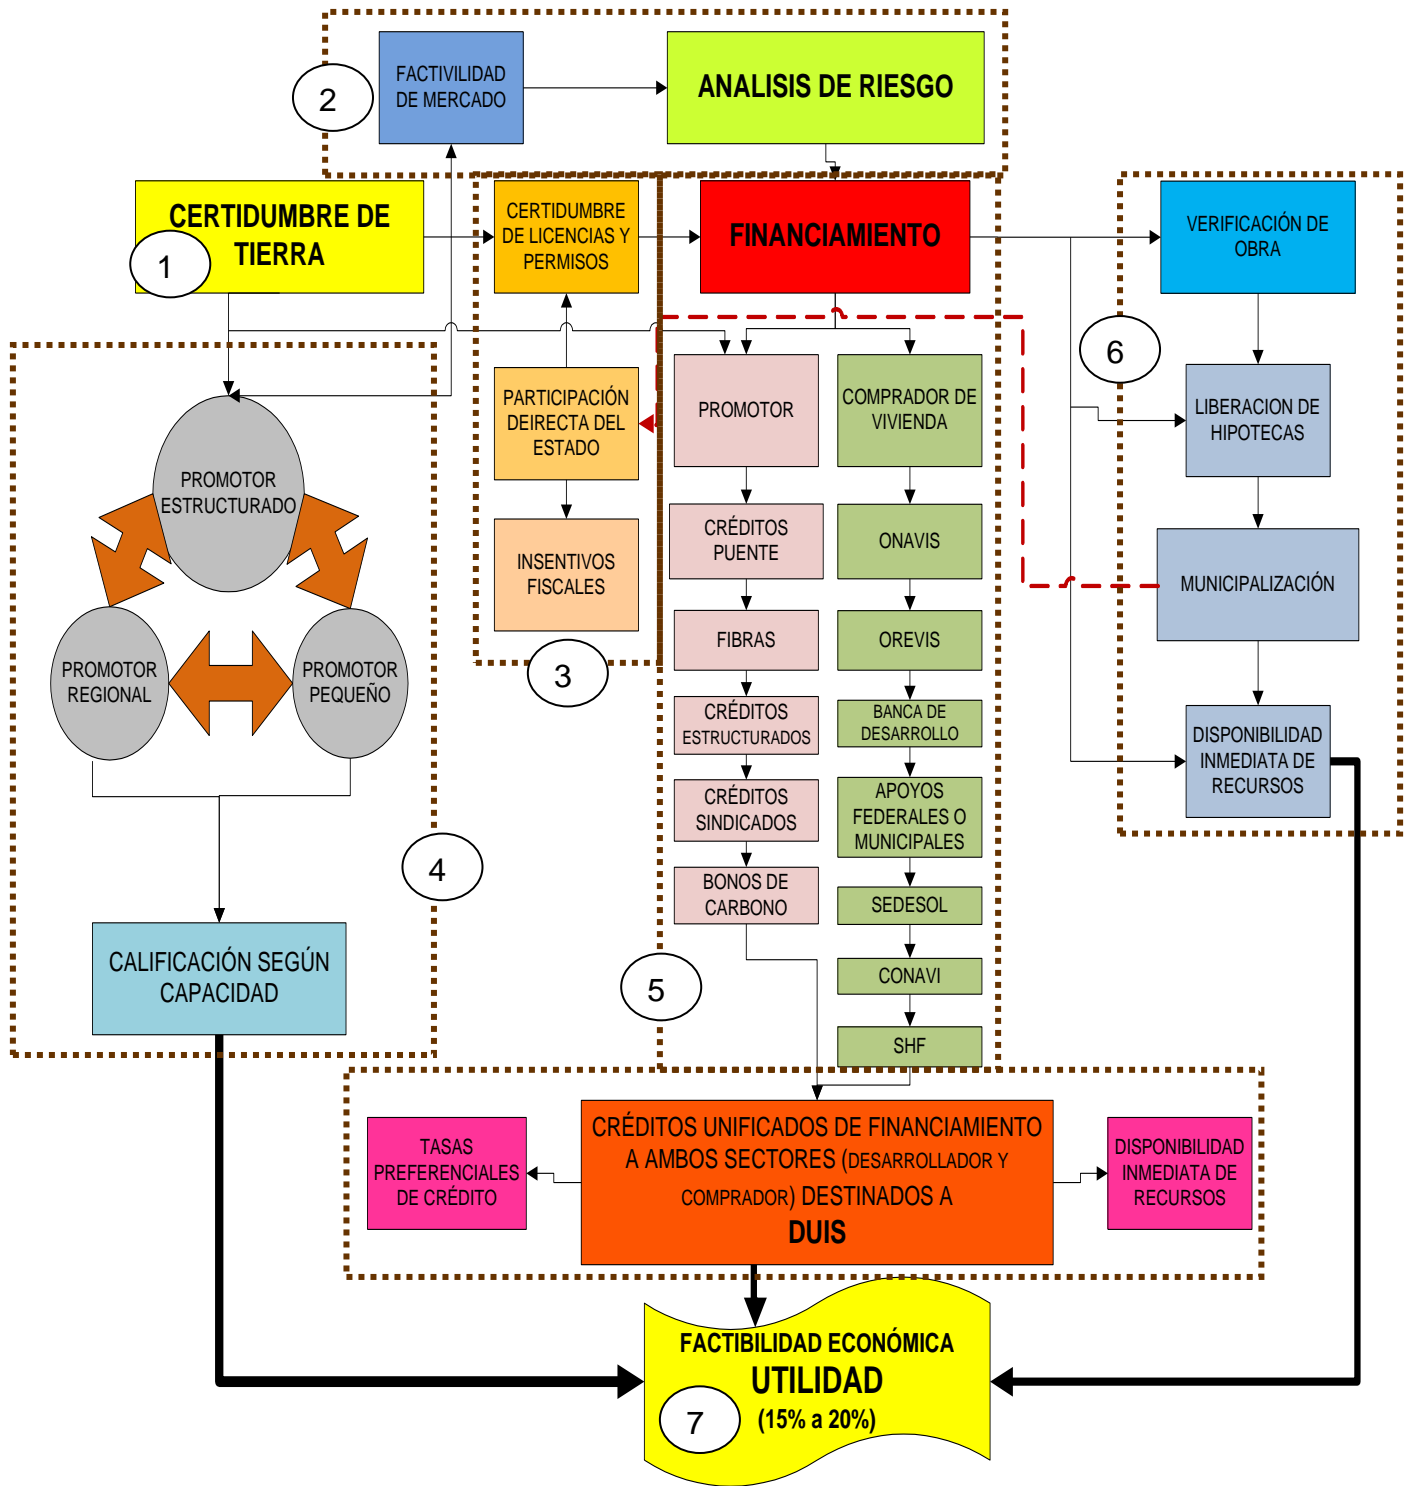 FACTIVILIDAD
DE MERCADO
ANALISIS DE RIESGO
2
CERTIDUMBRE DE
TIERRA
1
CERTIDUMBRE
DE LICENCIAS Y
PERMISOS
FINANCIAMIENTO
VERIFICACIÓN DE
OBRA
6
PARTICIPACIÓN
DEIRECTA DEL
ESTADO
PROMOTOR
COMPRADOR DE
VIVIENDA
LIBERACION DE
HIPOTECAS
PROMOTOR
ESTRUCTURADO
INSENTIVOS
FISCALES
CRÉDITOS
PUENTE
ONAVIS
MUNICIPALIZACIÓN
PROMOTOR
REGIONAL
PROMOTOR
PEQUEÑO
3
FIBRAS
OREVIS
CRÉDITOS
ESTRUCTURADOS
BANCA DE
DESARROLLO
DISPONIBILIDAD
INMEDIATA DE
RECURSOS
CRÉDITOS
SINDICADOS
APOYOS
FEDERALES O
MUNICIPALES
4
BONOS DE
CARBONO
SEDESOL
CALIFICACIÓN SEGÚN
CAPACIDAD
5
CONAVI
SHF
TASAS
PREFERENCIALES
DE CRÉDITO
CRÉDITOS UNIFICADOS DE FINANCIAMIENTO
A AMBOS SECTORES (DESARROLLADOR Y
COMPRADOR) DESTINADOS A
DUIS
DISPONIBILIDAD
INMEDIATA DE
RECURSOS
FACTIBILIDAD ECONÓMICA
UTILIDAD
(15% a 20%)
7